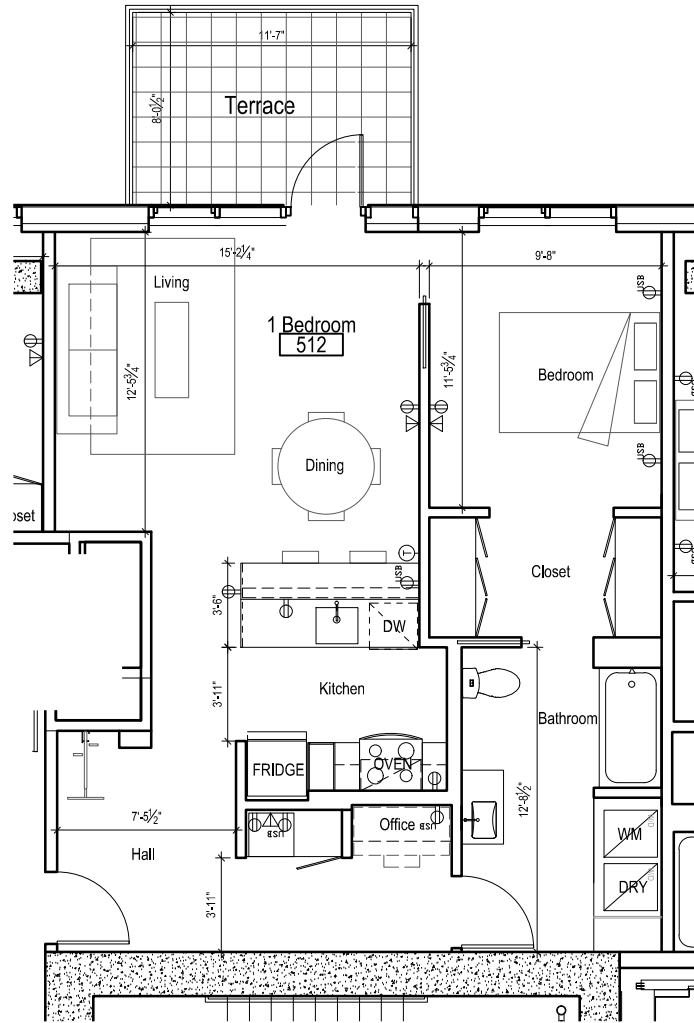 11'-7"
8'-0½"
Terrace
15'-2¼"
9'-8"
Living
USB
1 Bedroom
512
12'-5¾"
11'-5¾"
Bedroom
Dining
USB
oset
T
USB
Closet
3'-6"
DW
Kitchen
3'-11"
Bathroom
FRIDGE
OVEN
12'-8½"
7'-5½"
USB
Office
USB
WM
Hall
3'-11"
DRY